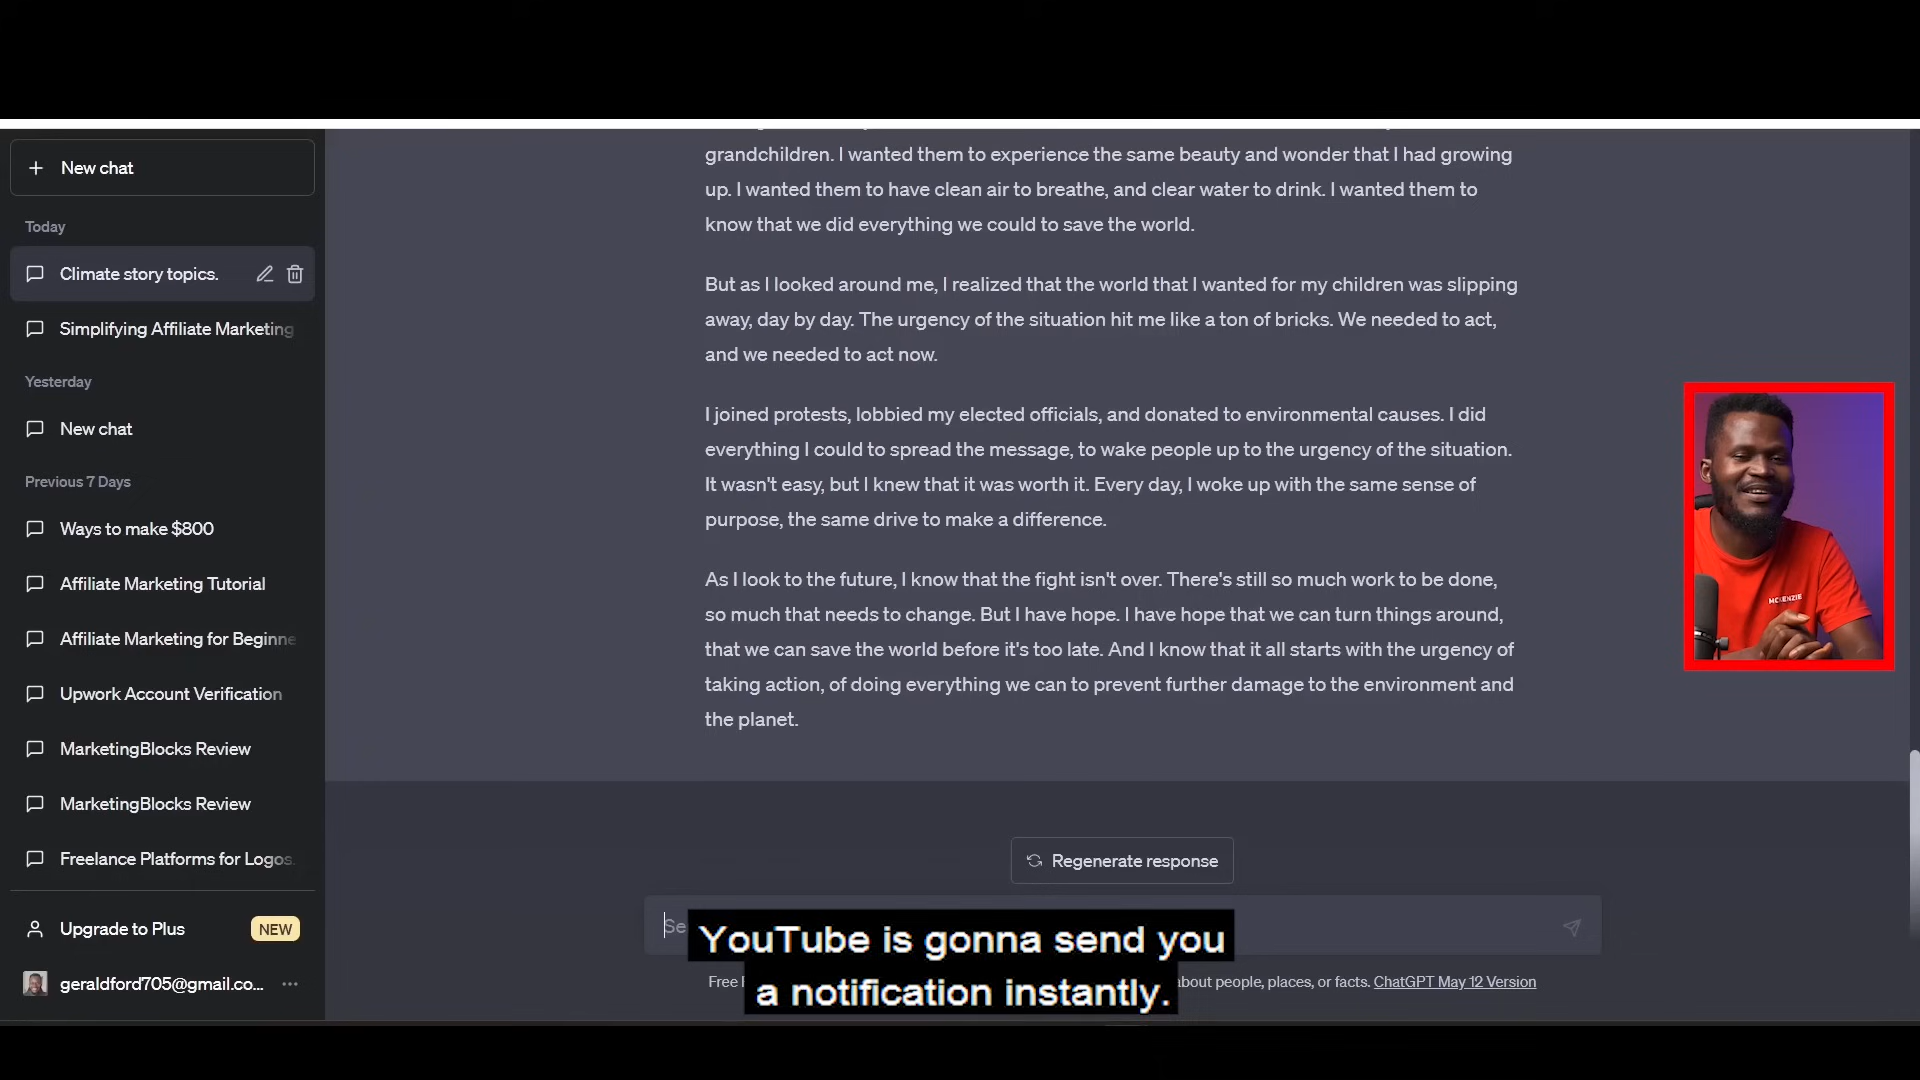 New chat
Today
Climate story topics.
Simplifying Affiliate Marketing
Yesterday
New chat
Previous 7 Days
Ways to make $800
Affiliate Marketing Tutorial
Affiliate Marketing for Beginne
Upwork Account Verification
MarketingBlocks Review
MarketingBlocks Review
Freelance Platforms for Logos.
Upgrade to Plus NEW
geraldford705@gmail.co...
grandchildren. I wanted them to experience the same beauty and wonder that I had growing
up. I wanted them to have clean air to breathe, and clear water to drink. I wanted them to
know that we did everything we could to save the world.
But as I looked around me, I realized that the world that I wanted for my children was slipping
away, day by day. The urgency of the situation hit me like a ton of bricks. We needed to act,
and we needed to act now.
I joined protests, lobbied my elected officials, and donated to environmental causes. I did
everything I could to spread the message, to wake people up to the urgency of the situation.
It wasn't easy, but I knew that it was worth it. Every day, I woke up with the same sense of
purpose, the same drive to make a difference.
As I look to the future, I know that the fight isn't over. There's still so much work to be done,
so much that needs to change. But I have hope. I have hope that we can turn things around,
that we can save the world before it's too late. And I know that it all starts with the urgency of
taking action, of doing everything we can to prevent further damage to the environment and
the planet.
MCKENZIE
Regenerate response
Se
YouTube is gonna send you
a notification instantly.
Free
about people, places, or facts. ChatGPT May 12 Version